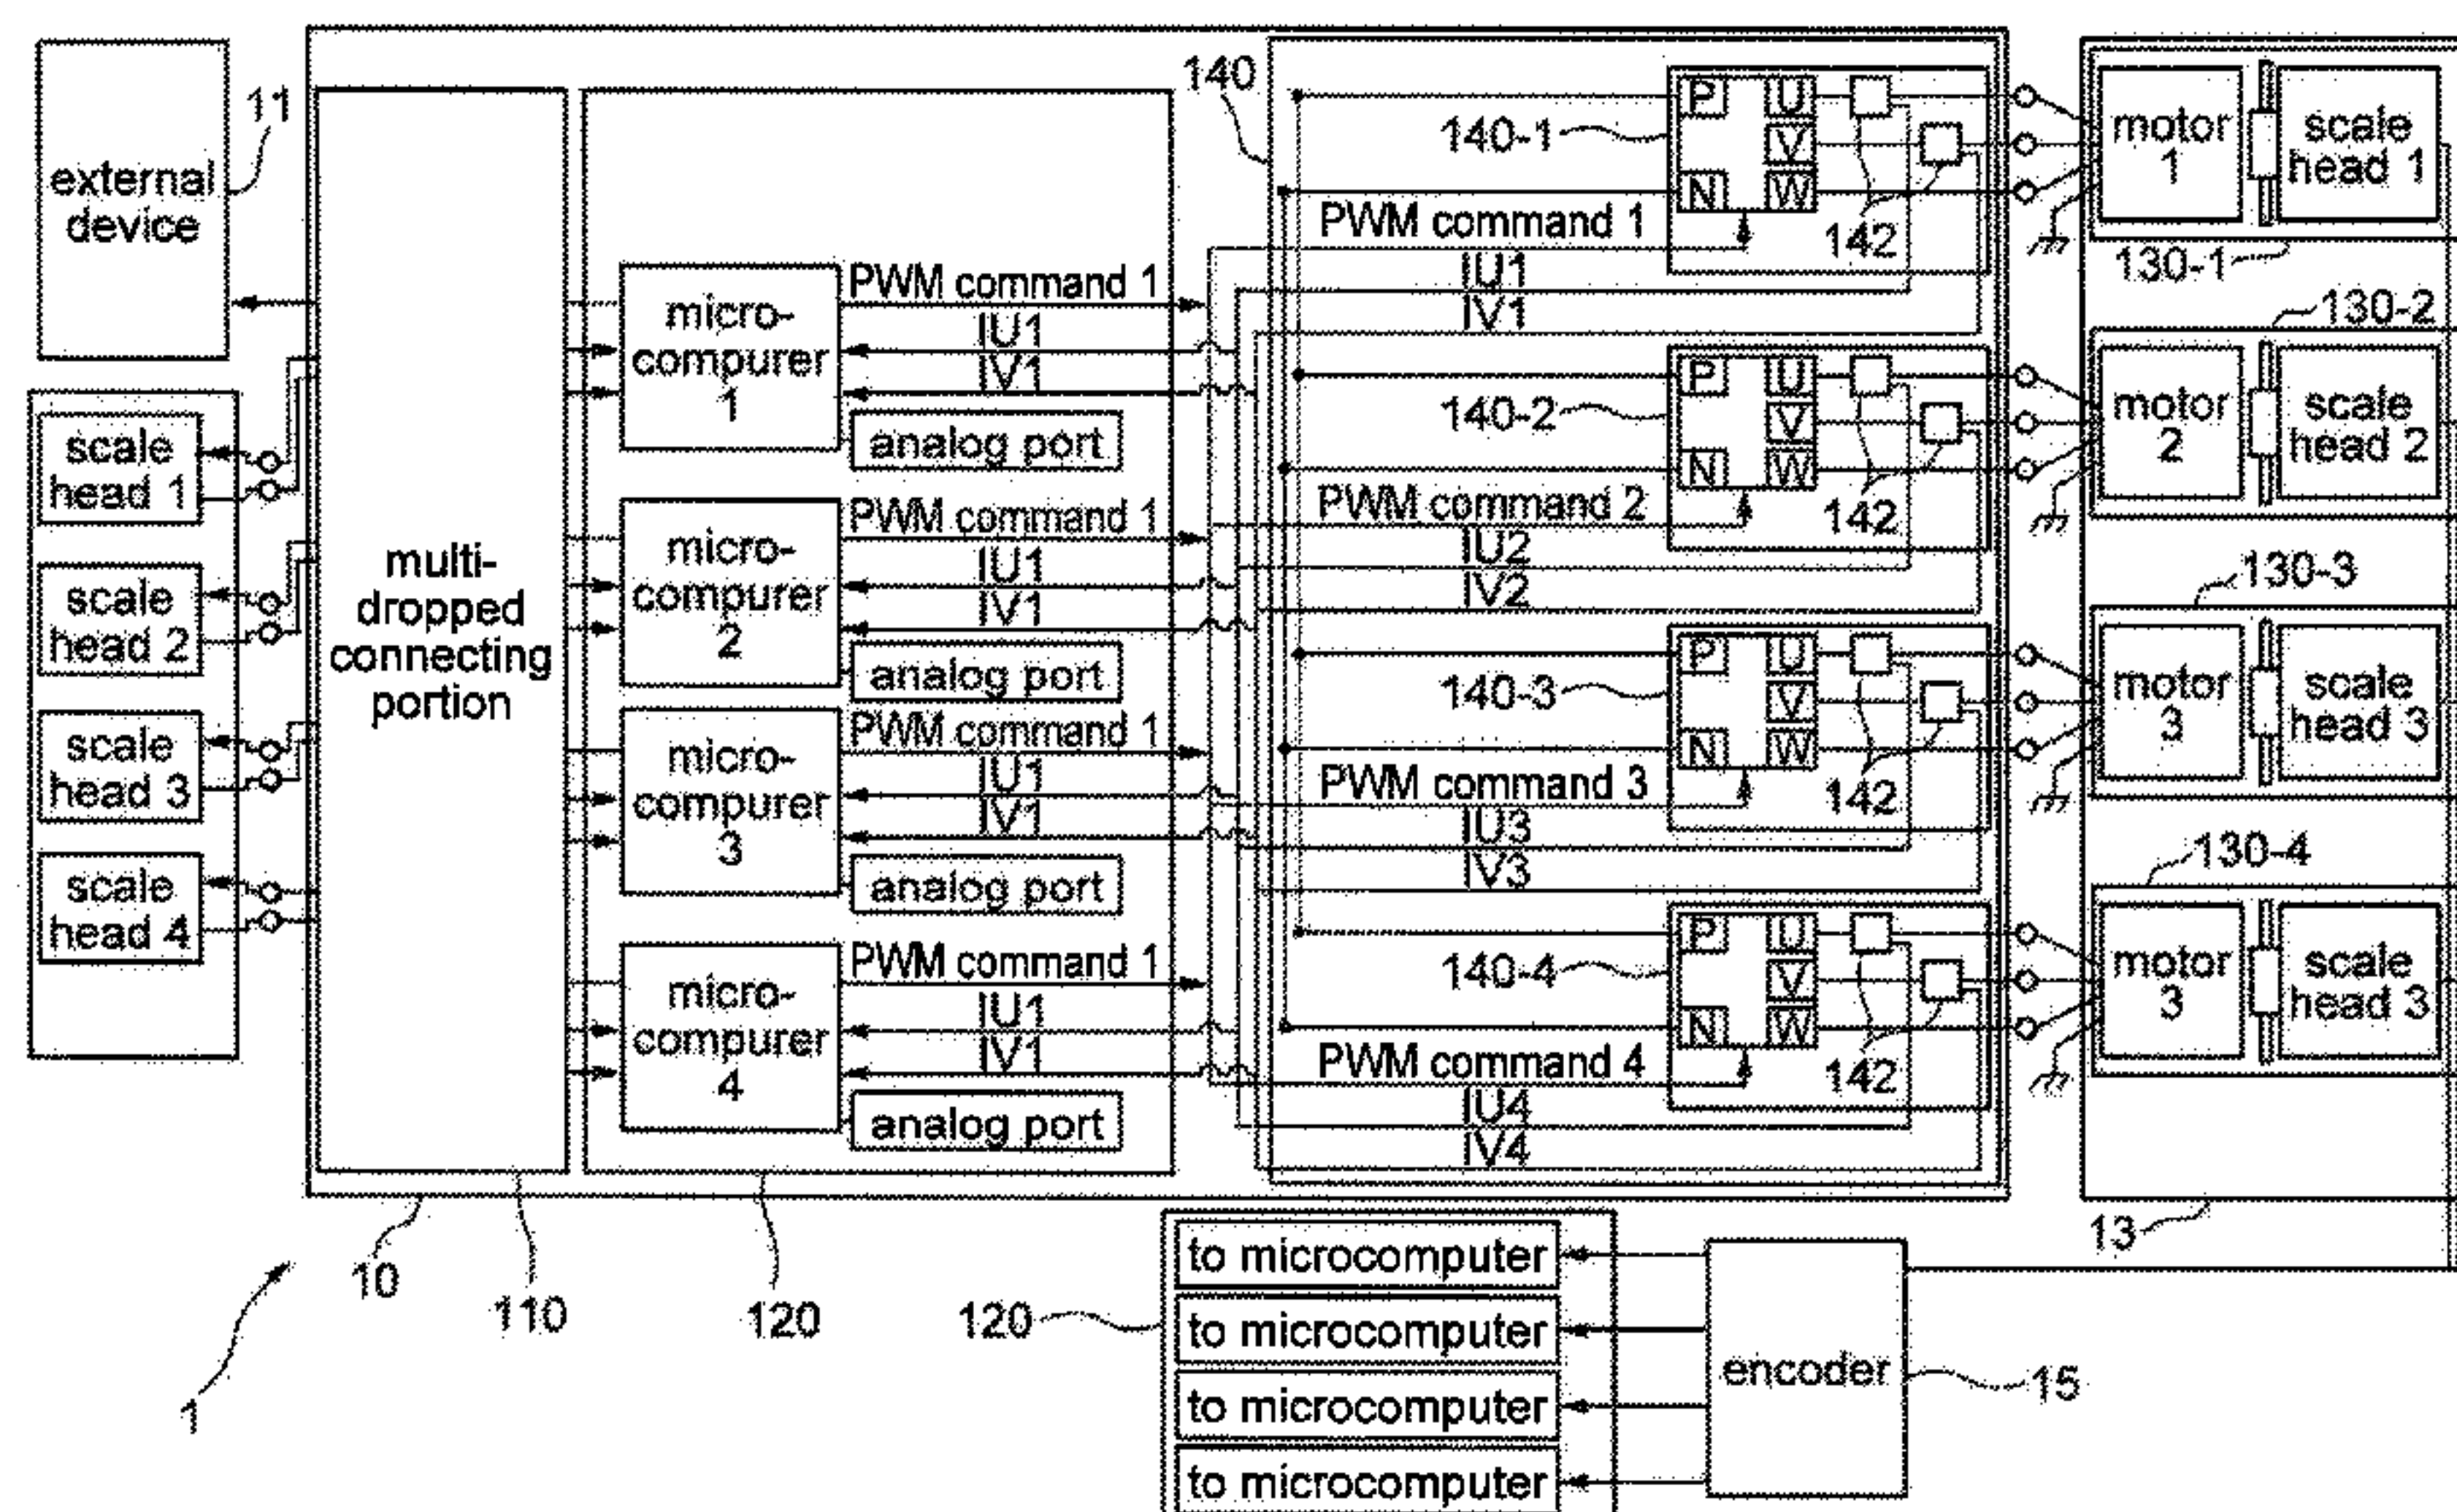 external
device
11
scale
head 1
scale
head 2
scale
head 3
scale
head 4
multi-
dropped
connecting
portion
micro-
compurer
1
PWM command 1
IU1
IV1
analog port
micro-
compurer
2
PWM command 1
IU1
IV1
analog port
micro-
compurer
3
PWM command 1
IU1
IV1
analog port
micro-
compurer
4
PWM command 1
IU1
IV1
analog port
140
140-1
P U
V
N W
142
PWM command 1
IU1
IV1
140-2
P U
V
N W
142
PWM command 2
IU2
IV2
140-3
P U
V
N W
142
PWM command 3
IU3
IV3
140-4
P U
V
N W
142
PWM command 4
IU4
IV4
motor
1
scale
head 1
130-1
130-2
motor
2
scale
head 2
130-3
motor
3
scale
head 3
130-4
motor
3
scale
head 3
13
1
10
110
120
120
to microcomputer
to microcomputer
to microcomputer
to microcomputer
encoder
15